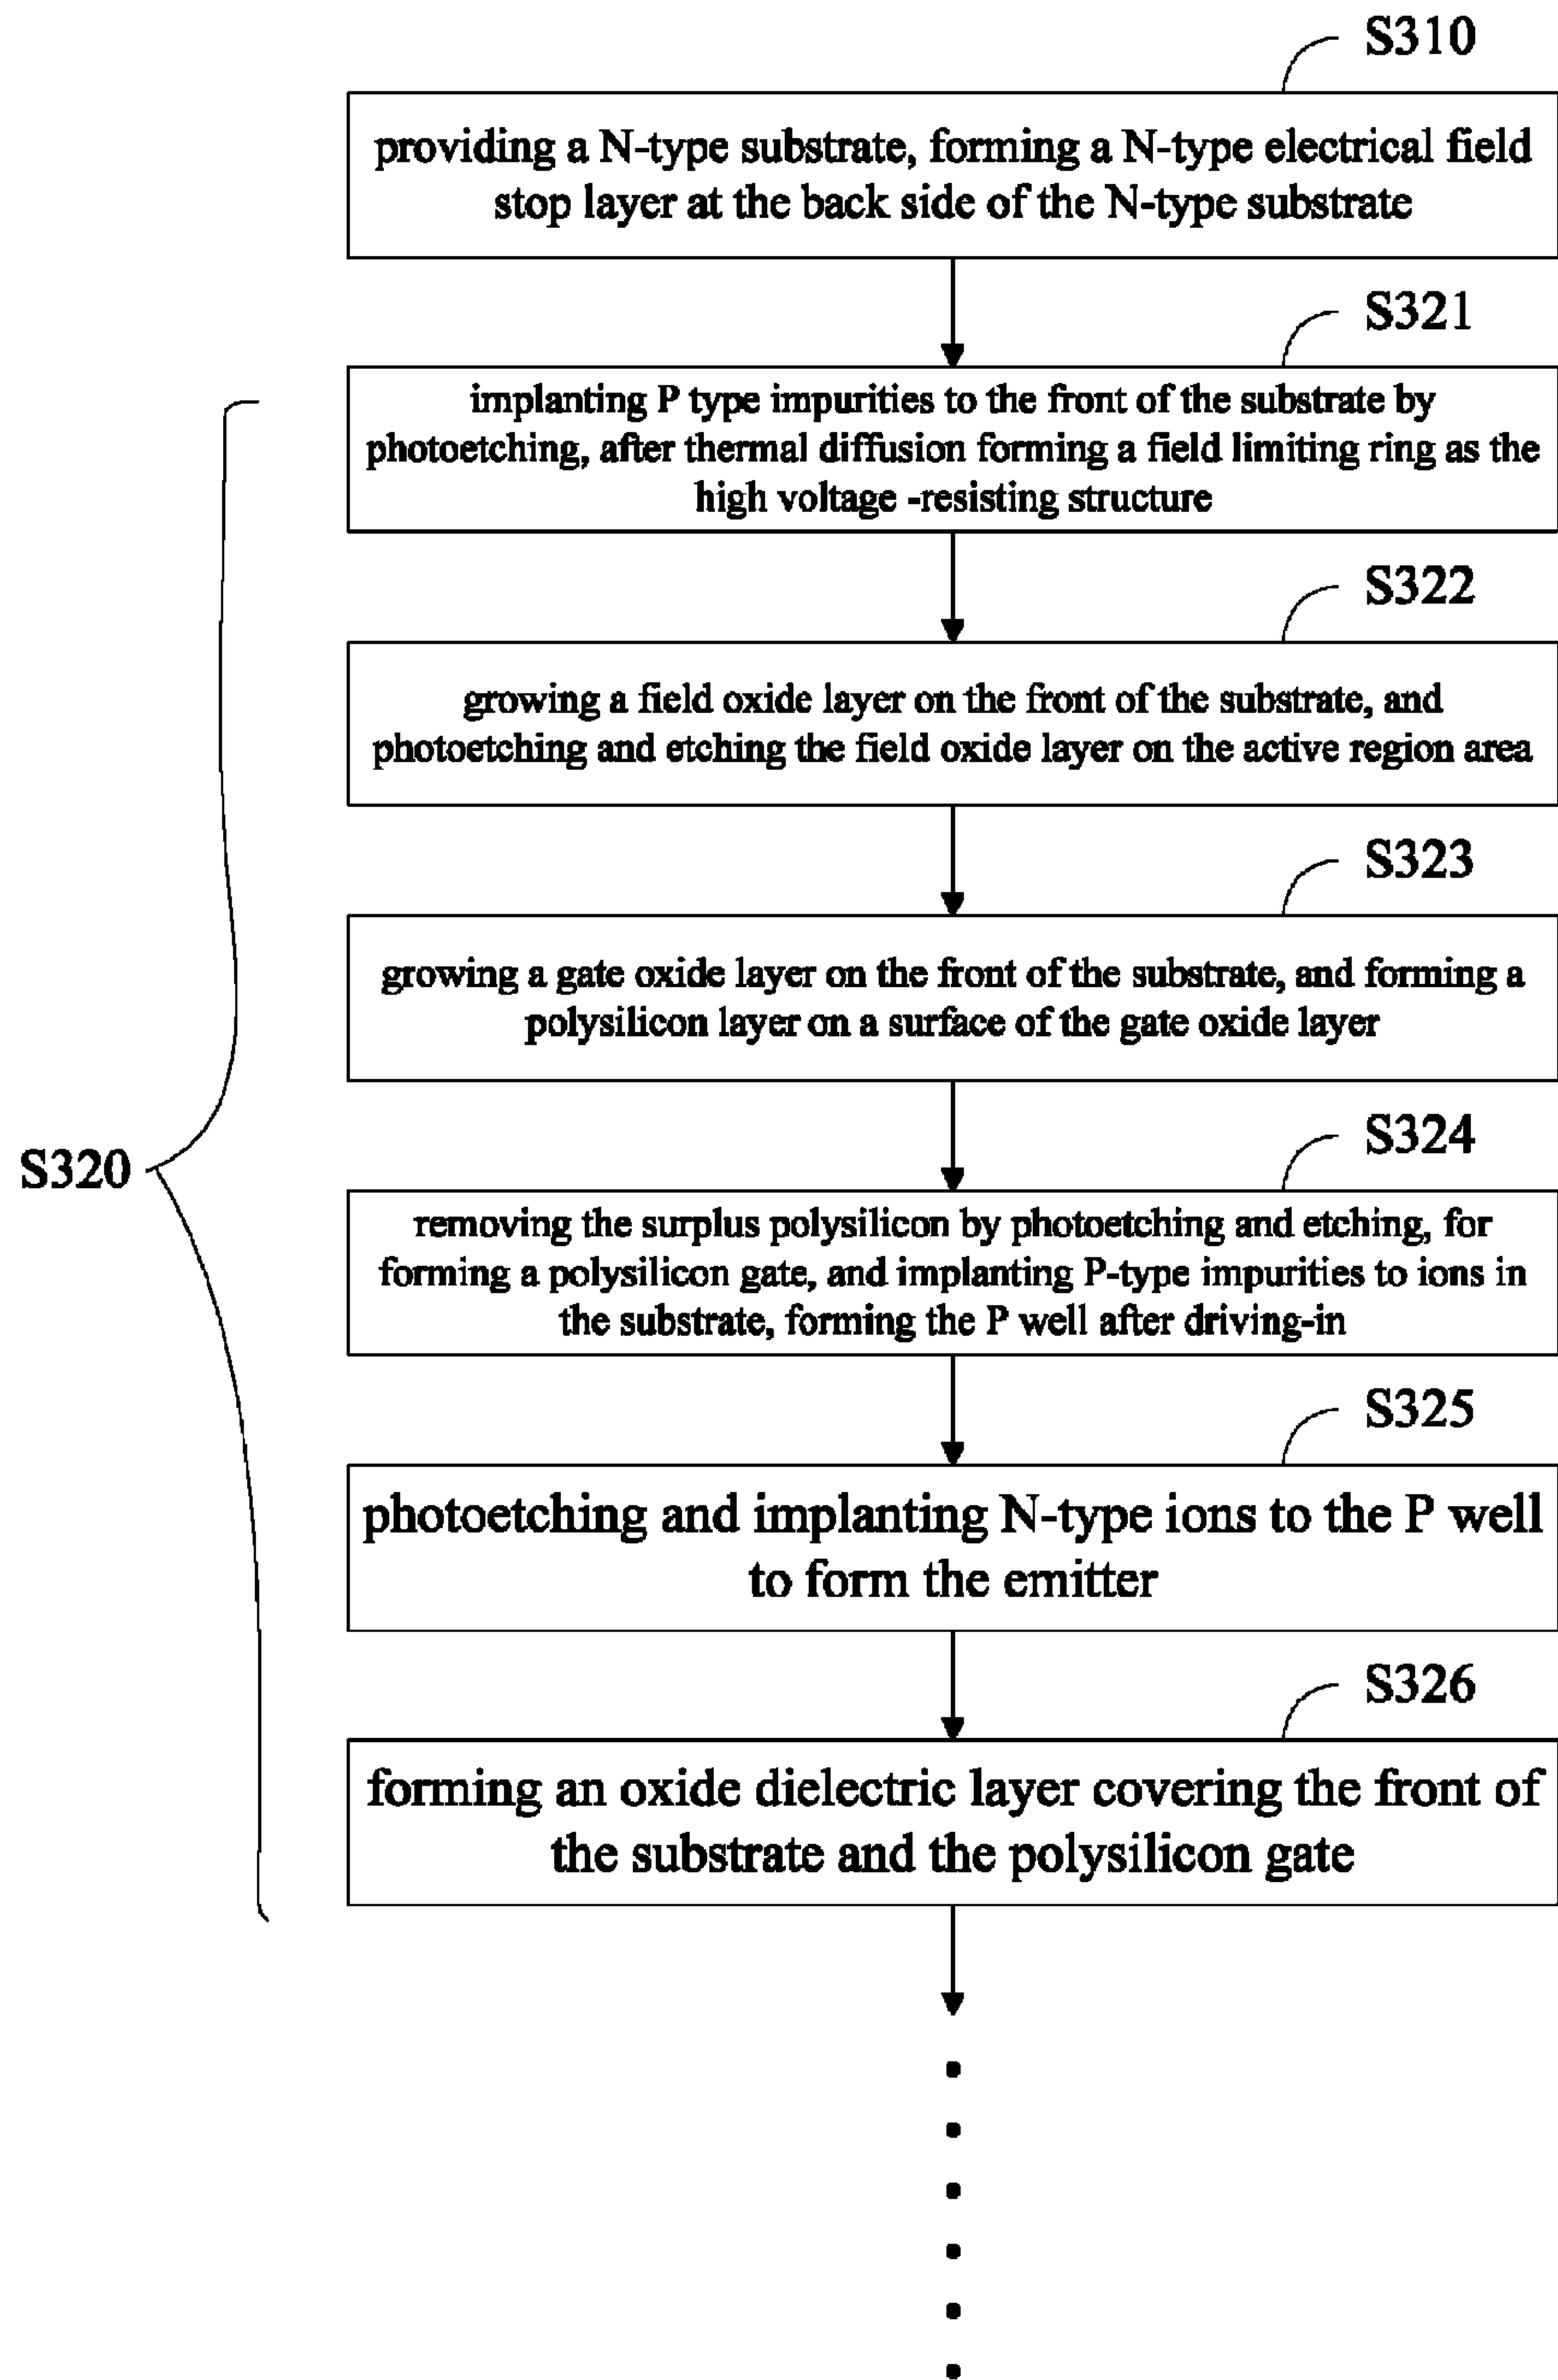 S310
providing a N-type substrate, forming a N-type electrical field
stop layer at the back side of the N-type substrate
S321
implanting P type impurities to the front of the substrate by
photoetching, after thermal diffusion forming a field limiting ring as the
high voltage -resisting structure
S322
growing a field oxide layer on the front of the substrate, and
photoetching and etching the field oxide layer on the active region area
S323
growing a gate oxide layer on the front of the substrate, and forming a
polysilicon layer on a surface of the gate oxide layer
S320
S324
removing the surplus polysilicon by photoetching and etching, for
forming a polysilicon gate, and implanting P-type impurities to ions in
the substrate, forming the P well after driving-in
S325
photoetching and implanting N-type ions to the P well
to form the emitter
S326
forming an oxide dielectric layer covering the front of
the substrate and the polysilicon gate